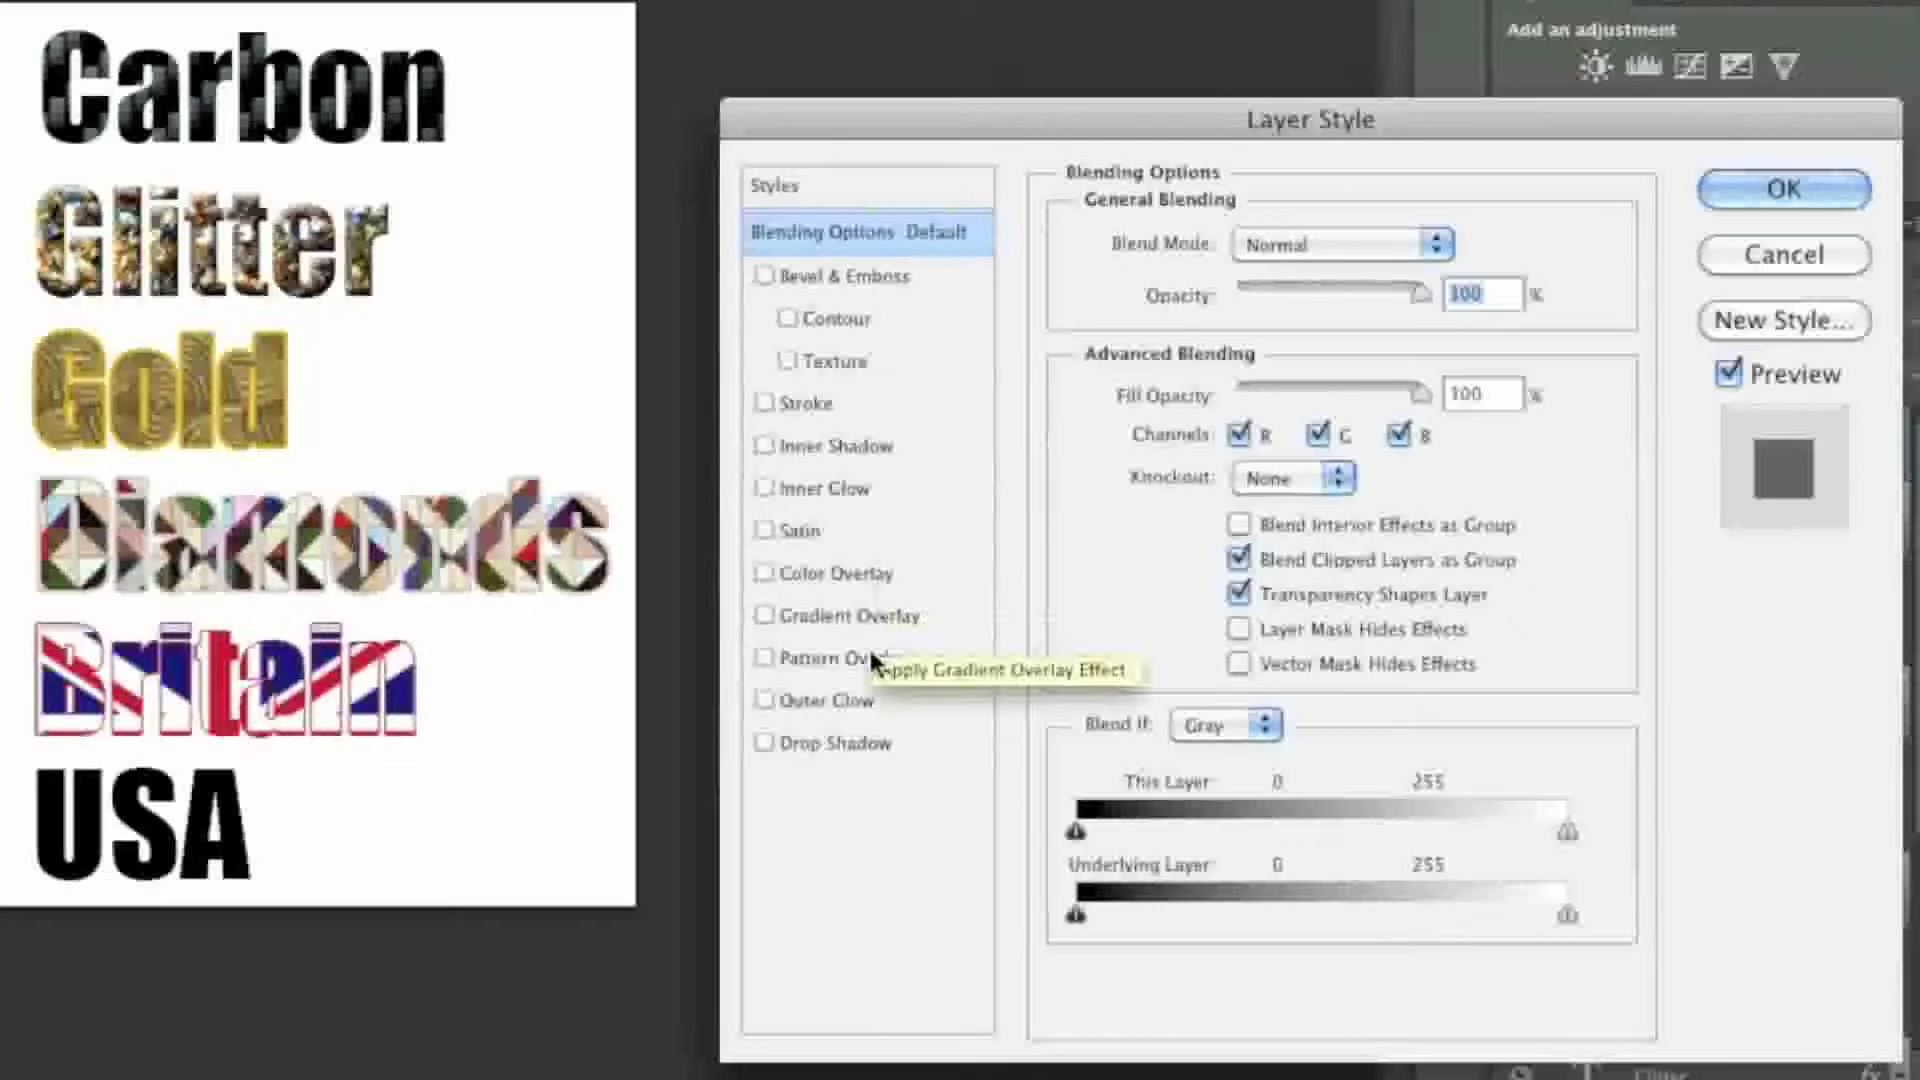 Carbon
Glitter
Gold
Diamonds
Britain
USA
Add an adjustment
Layer Style
Styles
Blending Options Default
Bevel & Emboss
Contour
Texture
Stroke
Inner Shadow
Inner Glow
Satin
Color Overlay
Gradient Overlay
Pattern
Outer Glow
Drop Shadow
Apply Gradient Overlay Effect
Blending Options
General Blending
Blend Mode: Normal
Opacity: 100 %
Advanced Blending
Fill Opacity: 100 %
Channels: R G B
Knockout: None
Blend Interior Effects as Group
Blend Clipped Layers as Group
Transparency Shapes Layer
Layer Mask Hides Effects
Vector Mask Hides Effects
Blend If: Gray
This Layer: 0 255
Underlying Layer: 0 255
OK
Cancel
New Style...
Preview